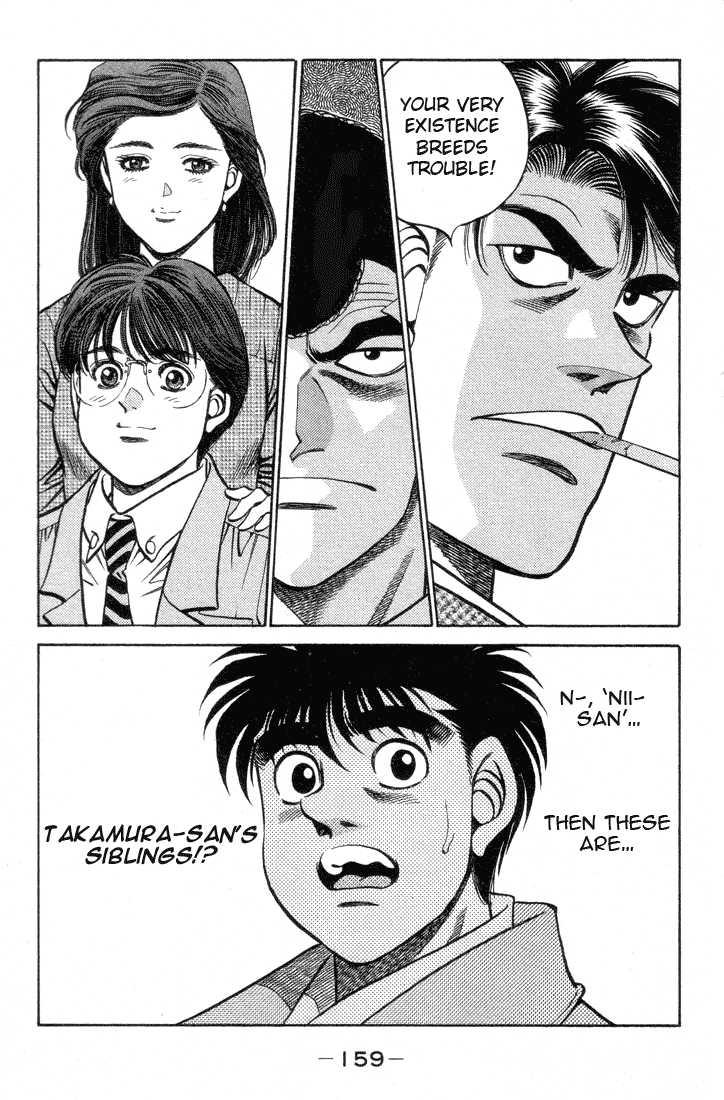 YOUR VERY
EXISTENCE
BREEDS
TROUBLE!
N-, 'NII-
SAN'...
THEN THESE
ARE...
TAKAMURA-SAN'S
SIBLINGS!?
-159-